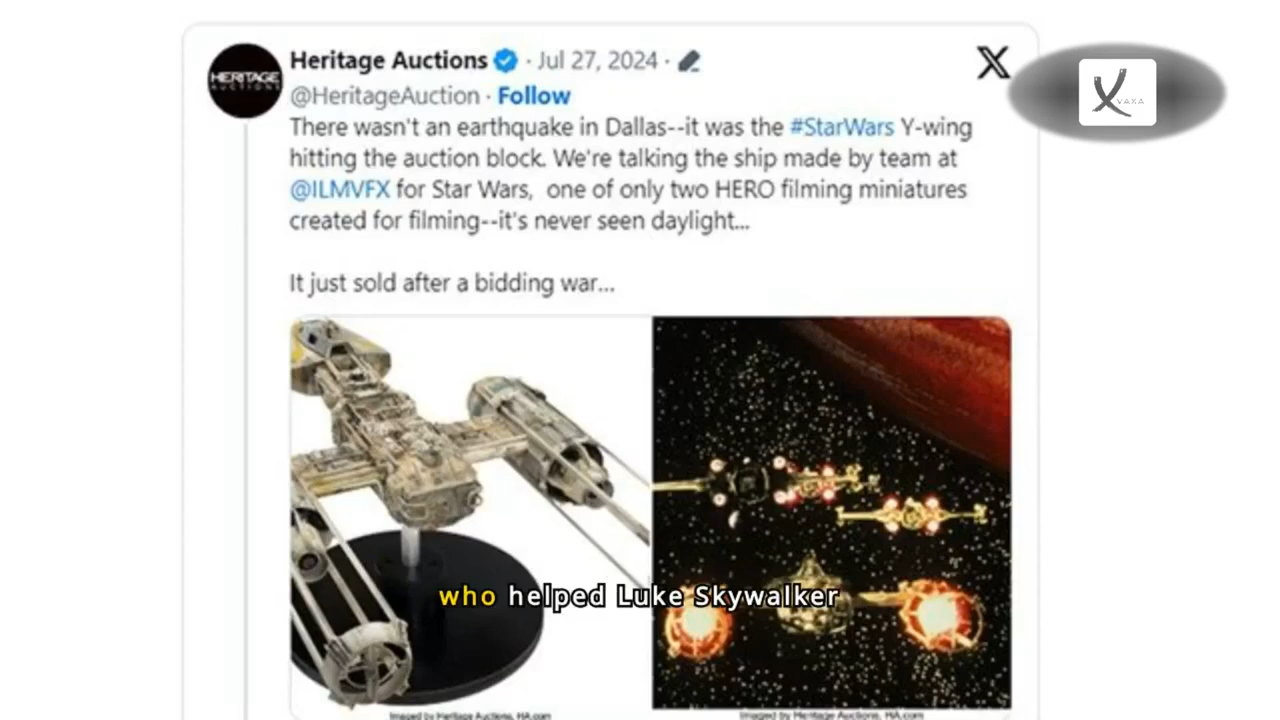 Heritage Auctions · Jul 27, 2024 ·
HERITAGE
AUCTIONS
@HeritageAuction · Follow
There wasn't an earthquake in Dallas--it was the #StarWars Y-wing
hitting the auction block. We're talking the ship made by team at
@ILMVFX for Star Wars,  one of only two HERO filming miniatures
created for filming--it's never seen daylight...
It just sold after a bidding war...
X
VAXA
who helped Luke Skywalker
Imaged by Heritage Auctions, HA.com
Imaged by Heritage Auctions, HA.com